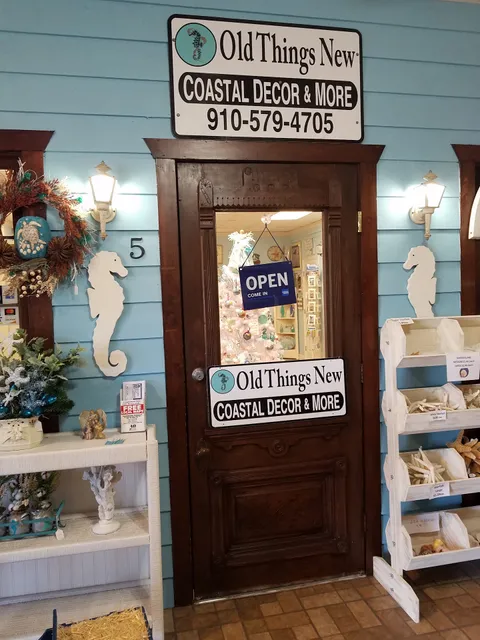 Old Things New
COASTAL DECOR & MORE
910-579-4705
5
OPEN
COME IN
Old Things New
COASTAL DECOR & MORE
FREE